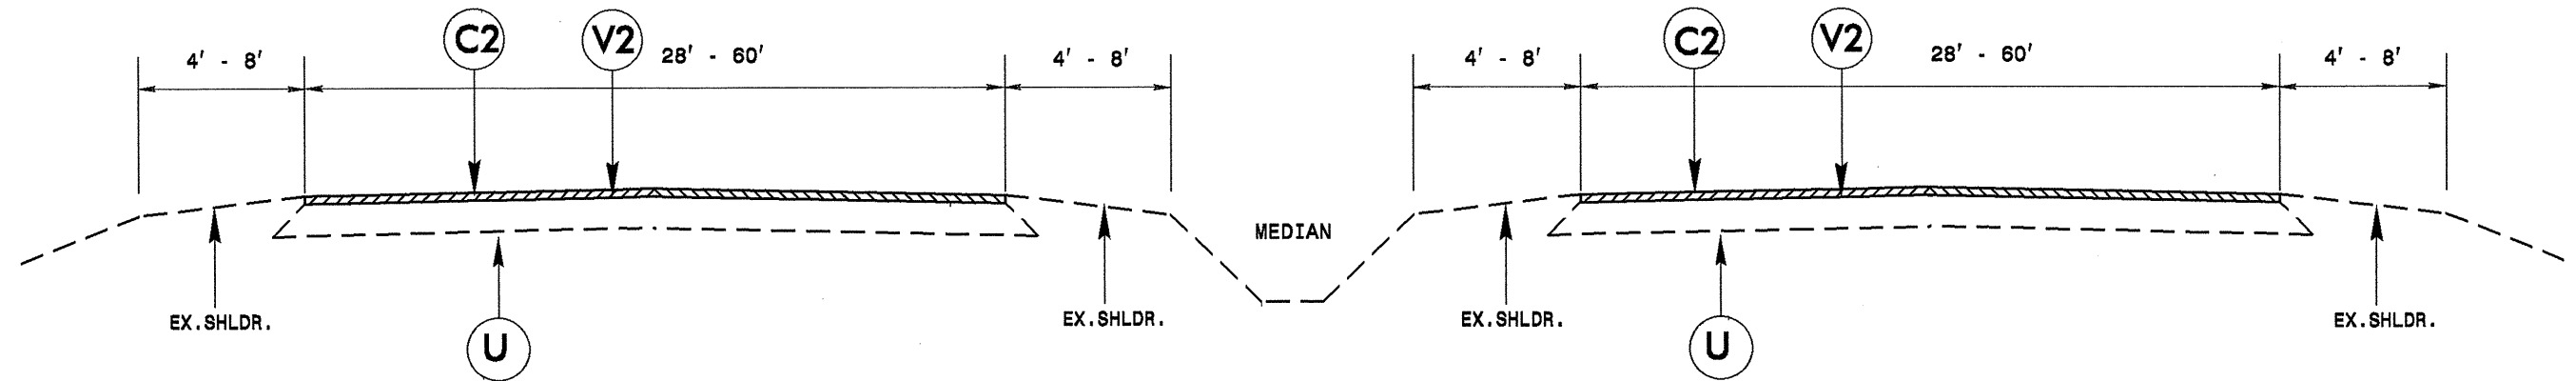 C2 V2 C2 V2
4' - 8' 28' - 60' 4' - 8' 4' - 8' 28' - 60' 4' - 8'
MEDIAN
EX.SHLDR. EX.SHLDR. EX.SHLDR. EX.SHLDR.
U U